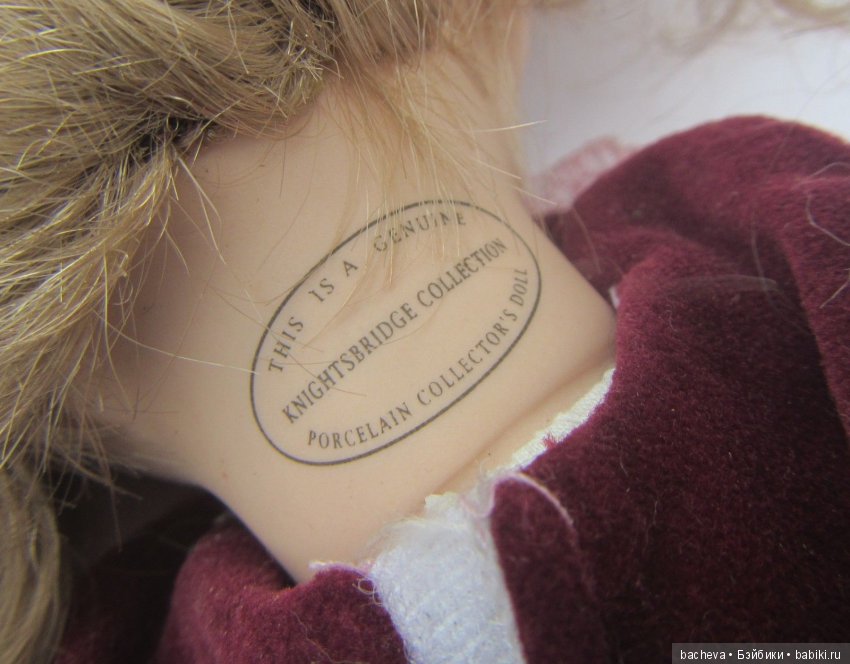 THIS IS A GENUINE
KNIGHTSBRIDGE COLLECTION
PORCELAIN COLLECTOR'S DOLL
bacheva • Бэйбики • babiki.ru